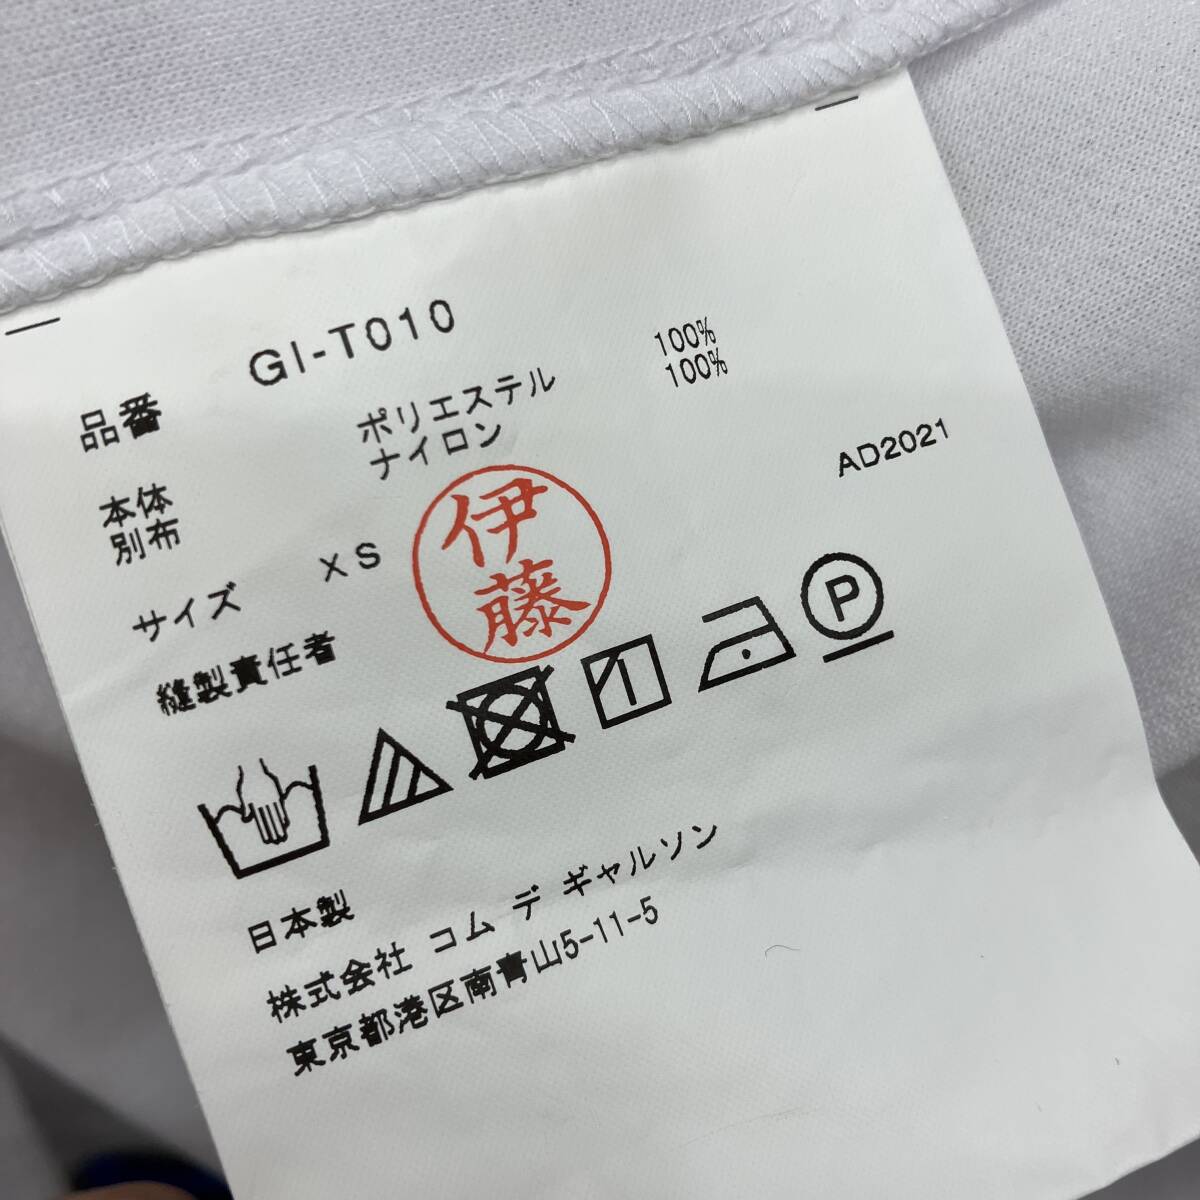 品番 GI-T010
本体 ポリエステル 100%
別布 ナイロン 100%
サイズ XS
AD2021
縫製責任者 伊藤
P
日本製
株式会社 コム デ ギャルソン
東京都港区南青山5-11-5